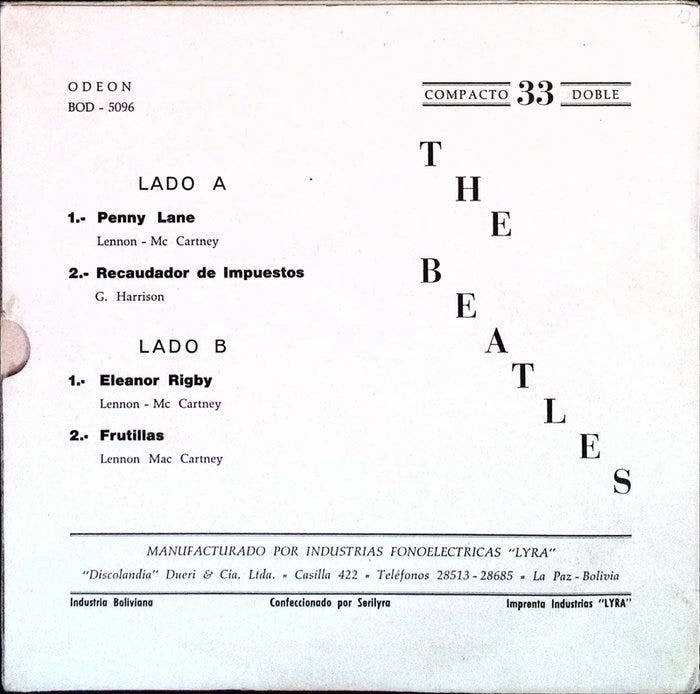 ODEON
BOD - 5096
COMPACTO 33 DOBLE
THE
BEATLES
LADO A
1.- Penny Lane
Lennon - Mc Cartney
2.- Recaudador de Impuestos
G. Harrison
LADO B
1.- Eleanor Rigby
Lennon - Mc Cartney
2.- Frutillas
Lennon Mac Cartney
MANUFACTURADO POR INDUSTRIAS FONOELECTRICAS "LYRA"
"Discolandia" Dueri & Cia. Ltda. - Casilla 422 - Teléfonos 28513 - 28685 - La Paz - Bolivia
Industria Boliviana Confeccionado por Serilyra Imprenta Industrias "LYRA"